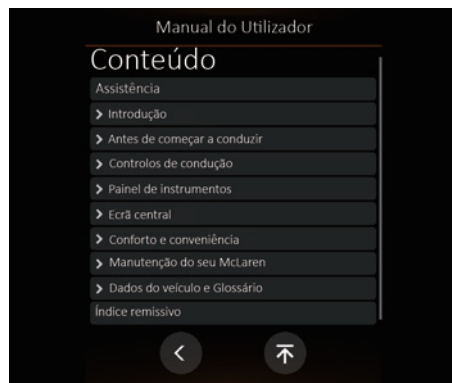 Manual do Utilizador
Conteúdo
Assistência
Introdução
Antes de começar a conduzir
Controlos de condução
Painel de instrumentos
Ecrã central
Conforto e conveniência
Manutenção do seu McLaren
Dados do veículo e Glossário
Índice remissivo